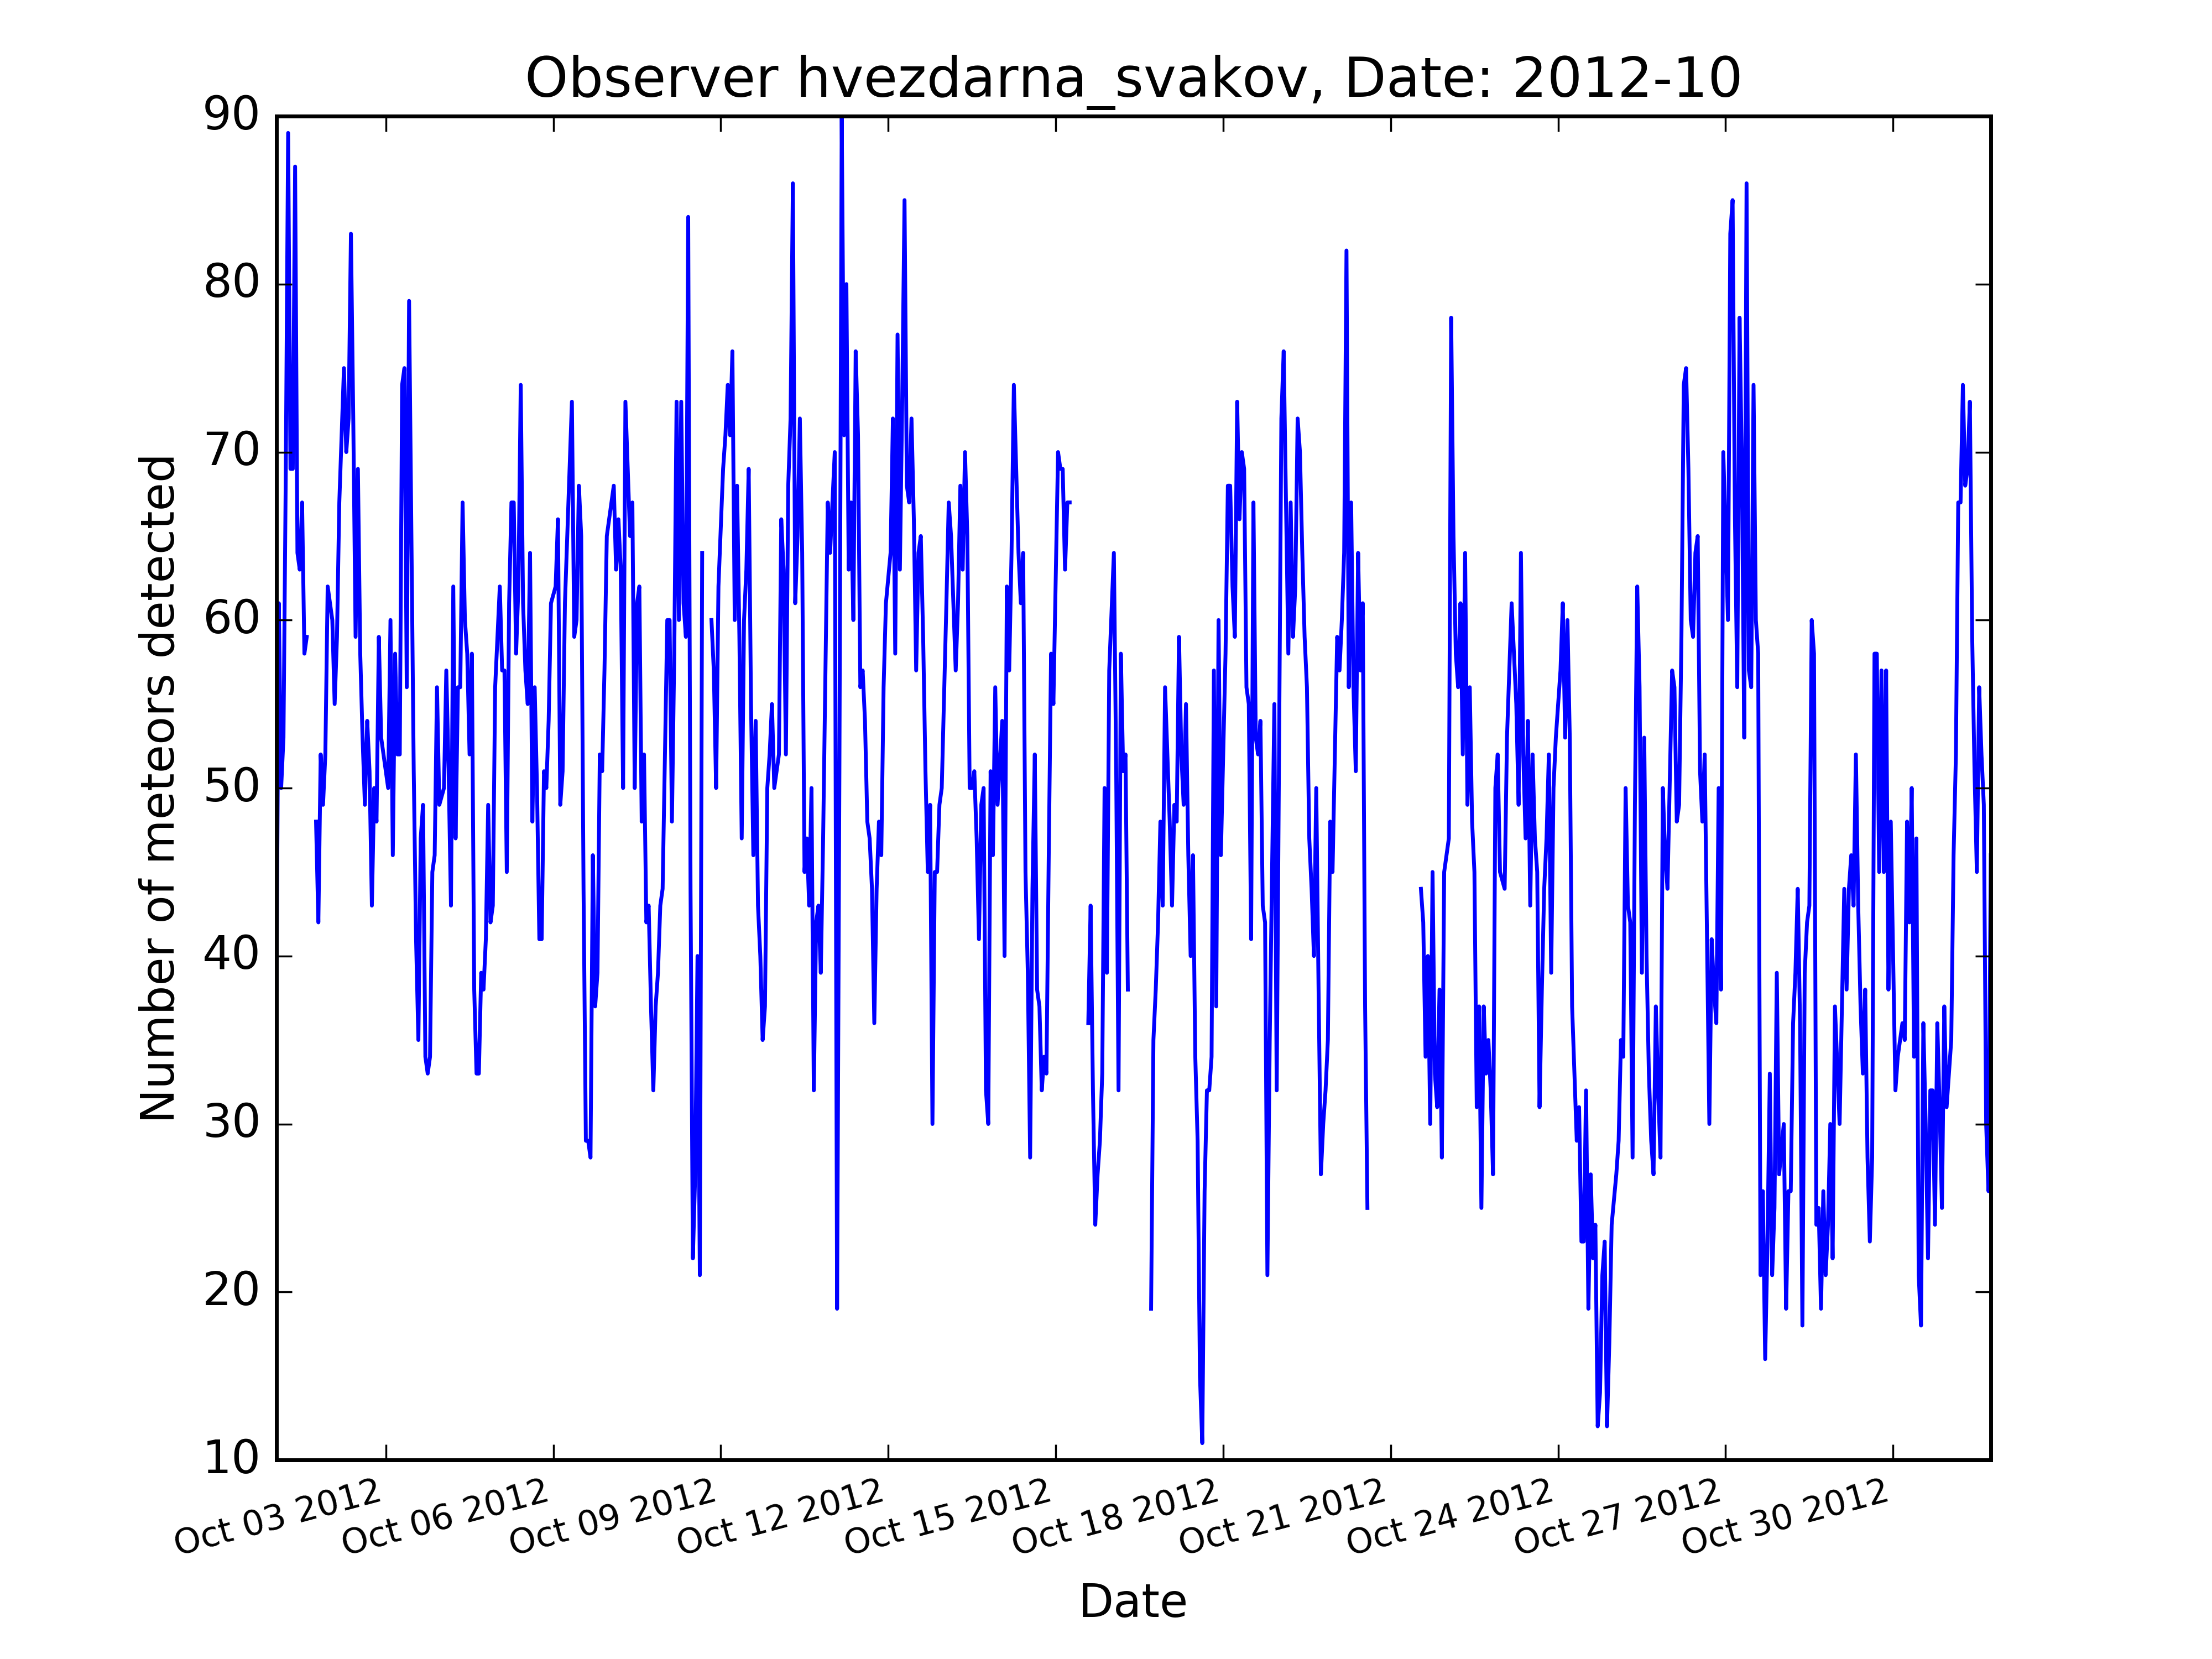 Observer hvezdarna_svakov, Date: 2012-10
90
80
70
60
50
40
30
20
10
Number of meteors detected
Oct 03 2012
Oct 06 2012
Oct 09 2012
Oct 12 2012
Oct 15 2012
Oct 18 2012
Oct 21 2012
Oct 24 2012
Oct 27 2012
Oct 30 2012
Date